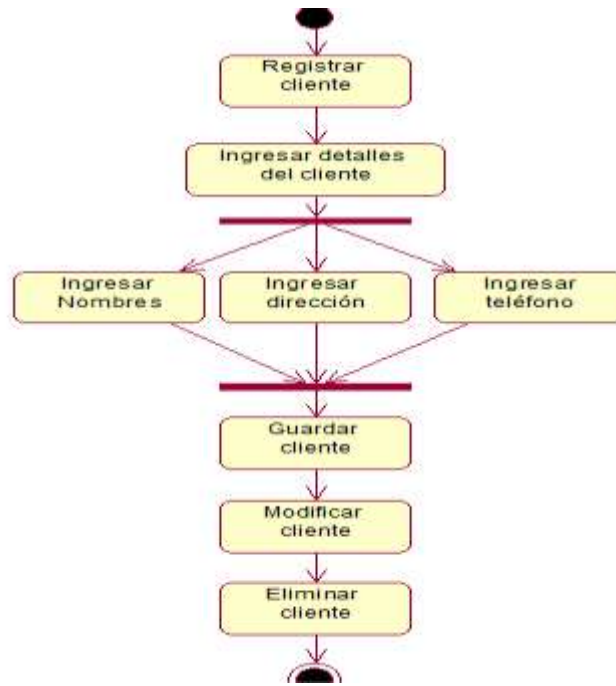 Registrar
cliente
Ingresar detalles
del cliente
Ingresar
Nombres
Ingresar
dirección
Ingresar
teléfono
Guardar
cliente
Modificar
cliente
Eliminar
cliente